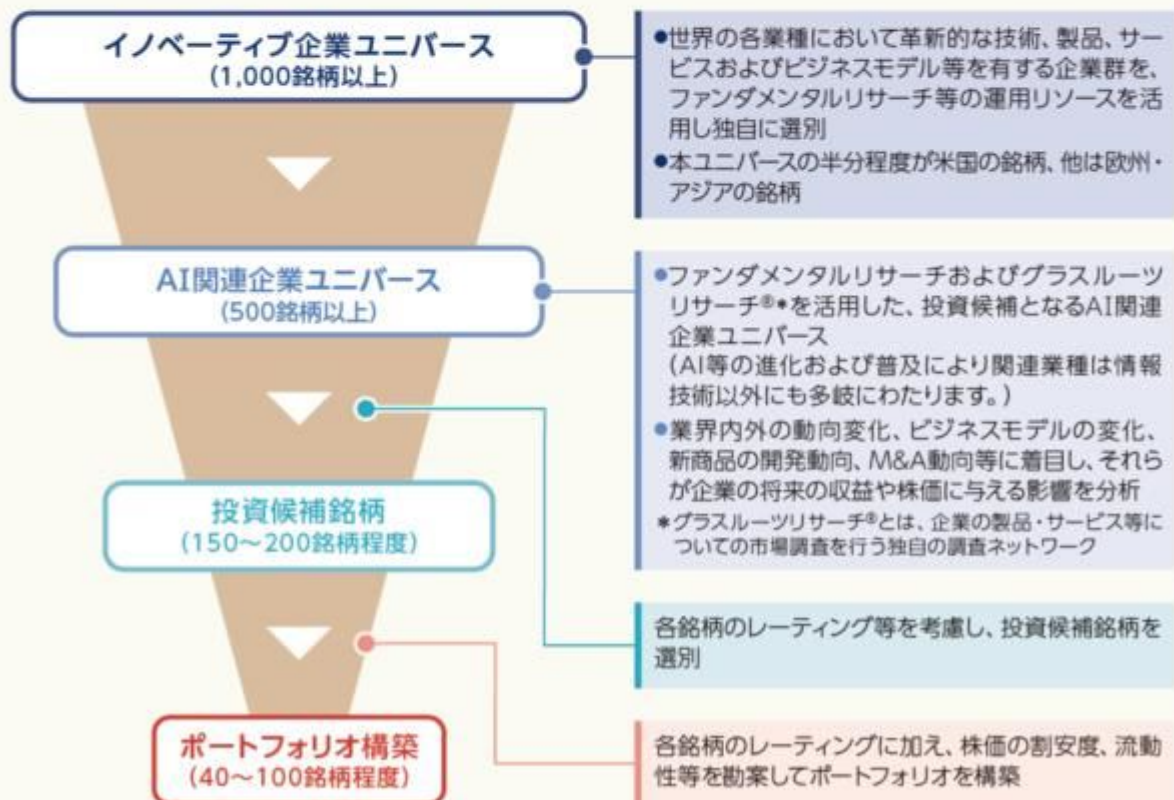 イノベーティブ企業ユニバース
(1,000銘柄以上)
●世界の各業種において革新的な技術、製品、サー
ビスおよびビジネスモデル等を有する企業群を、
ファンダメンタルリサーチ等の運用リソースを活
用し独自に選別
●本ユニバースの半分程度が米国の銘柄、他は欧州・
アジアの銘柄
AI関連企業ユニバース
(500銘柄以上)
●ファンダメンタルリサーチおよびグラスルーツ
リサーチ®*を活用した、投資候補となるAI関連
企業ユニバース
(AI等の進化および普及により関連業種は情報
技術以外にも多岐にわたります。)
●業界内外の動向変化、ビジネスモデルの変化、
新商品の開発動向、M&A動向等に着目し、それら
が企業の将来の収益や株価に与える影響を分析
*グラスルーツリサーチ®とは、企業の製品・サービス等に
ついての市場調査を行う独自の調査ネットワーク
投資候補銘柄
(150〜200銘柄程度)
各銘柄のレーティング等を考慮し、投資候補銘柄を
選別
ポートフォリオ構築
(40〜100銘柄程度)
各銘柄のレーティングに加え、株価の割安度、流動
性等を勘案してポートフォリオを構築